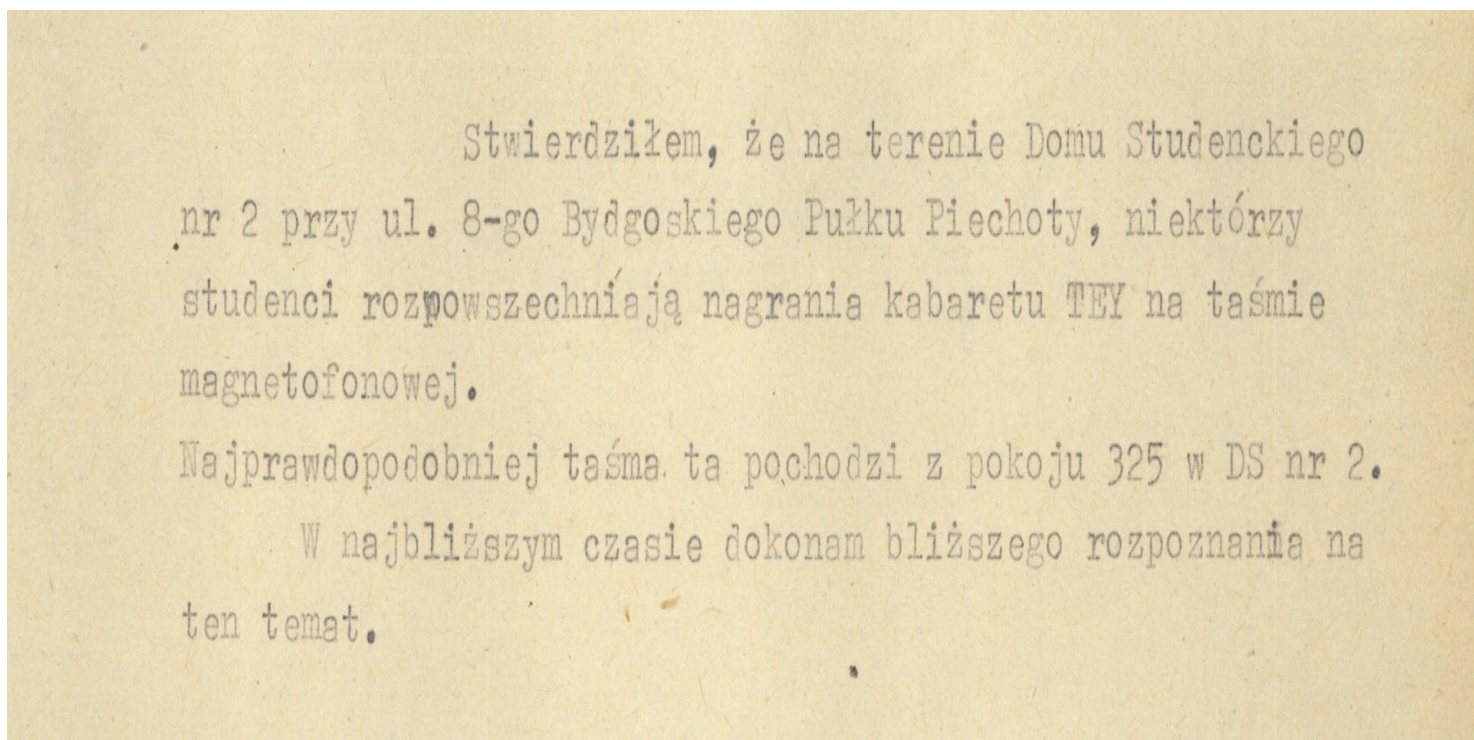 Stwierdziłem, że na terenie Domu Studenckiego
nr 2 przy ul. 8-go Bydgoskiego Pułku Piechoty, niektórzy
studenci rozpowszechniają nagrania kabaretu TEY na taśmie
magnetofonowej.
Najprawdopodobniej taśma ta pochodzi z pokoju 325 w DS nr 2.
W najbliższym czasie dokonam bliższego rozpoznania na
ten temat.